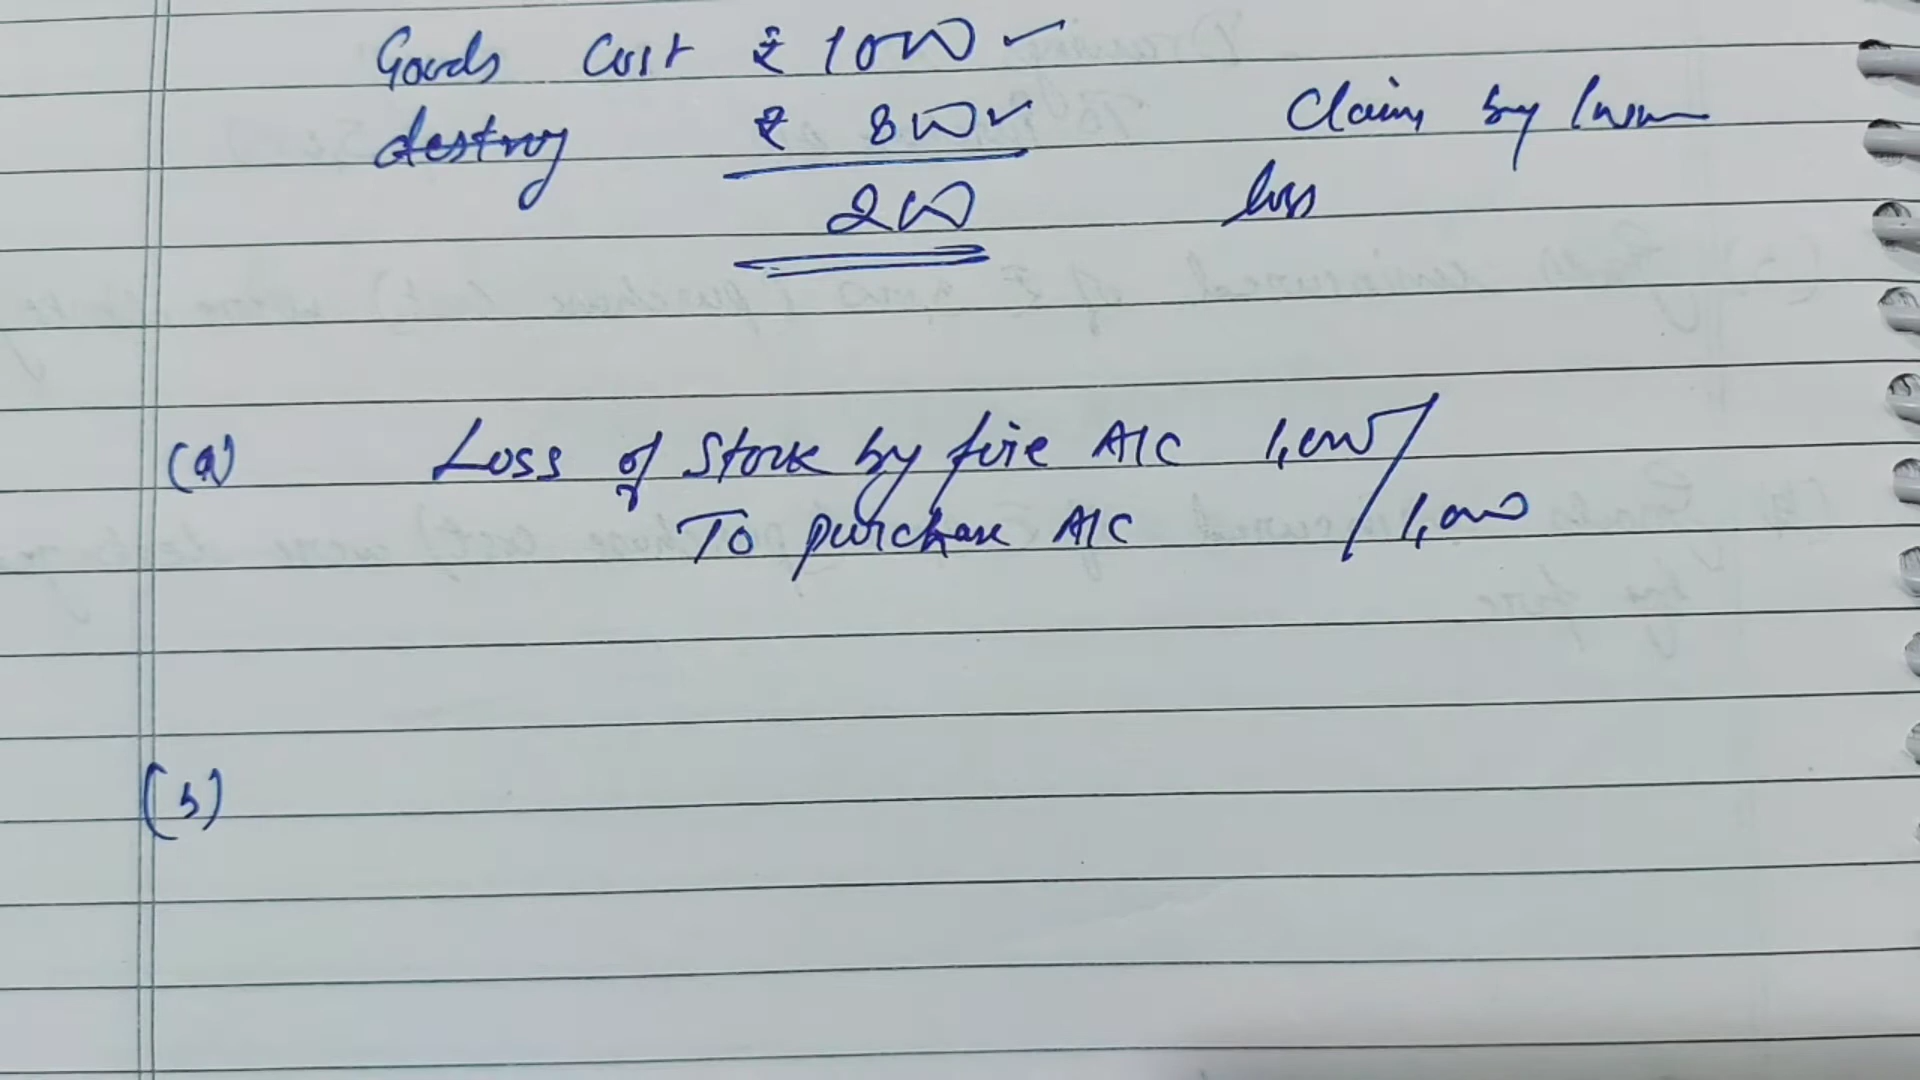 Goods Cost ₹ 1000 ✓
destroy ₹ 800 ✓ Claim by
200 loss
(a) Loss of Stock by fire A/C 1,000/
To purchase A/C / 1,000
(b)